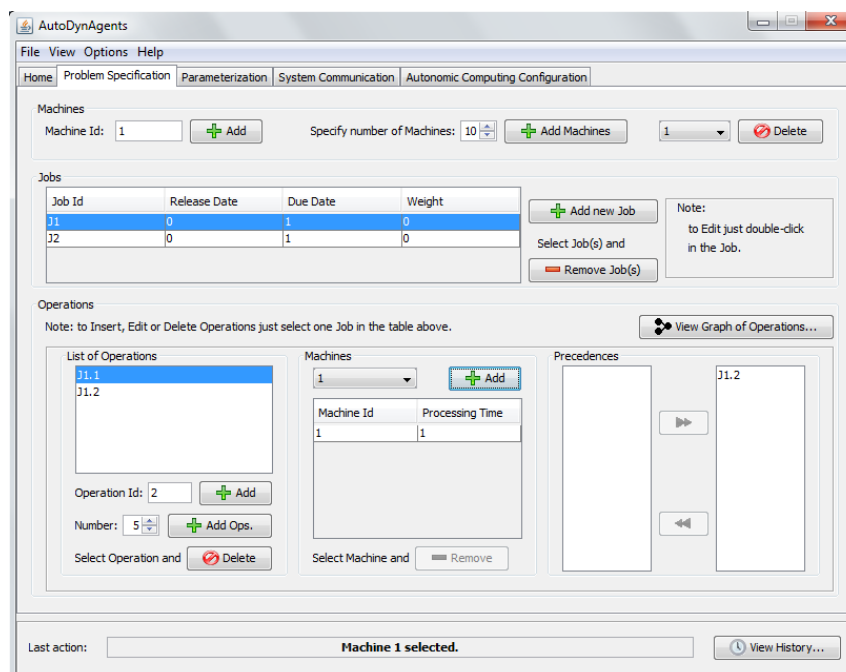 AutoDynAgents
File View Options Help
Home Problem Specification Parameterization System Communication Autonomic Computing Configuration
Machines
Machine Id: 1 Add Specify number of Machines: 10 Add Machines 1 Delete
Jobs
Job Id Release Date Due Date Weight
J1 0 1 0
J2 0 1 0
Add new Job
Select Job(s) and
Remove Job(s)
Note:
to Edit just double-click
in the Job.
Operations
Note: to Insert, Edit or Delete Operations just select one Job in the table above.
View Graph of Operations...
List of Operations
J1.1
J1.2
Operation Id: 2 Add
Number: 5 Add Ops.
Select Operation and Delete
Machines
1 Add
Machine Id Processing Time
1 1
Select Machine and Remove
Precedences
J1.2
Last action: Machine 1 selected. View History...